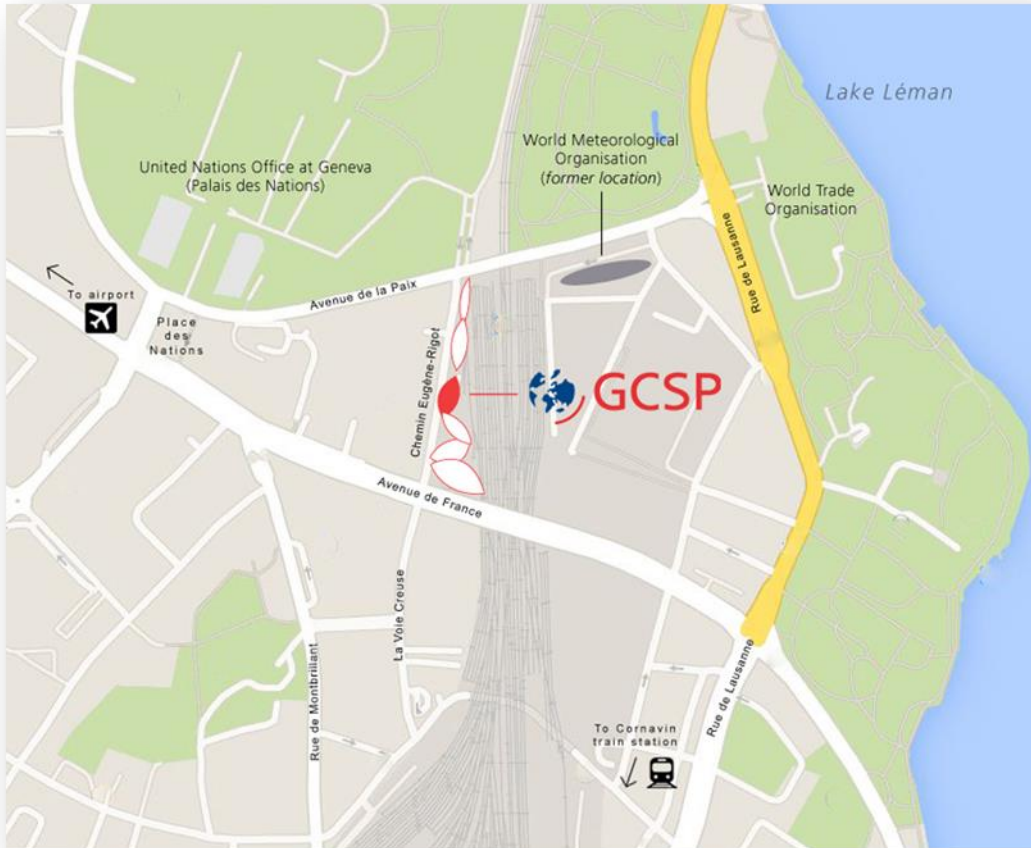 Lake Léman
World Meteorological
Organisation
(former location)
United Nations Office at Geneva
(Palais des Nations)
World Trade
Organisation
Rue de Lausanne
Avenue de la Paix
To airport
Place
des
Nations
Chemin Eugène-Rigot
GCSP
Avenue de France
La Voie Creuse
Rue de Montbrillant
Rue de Lausanne
To Cornavin
train station